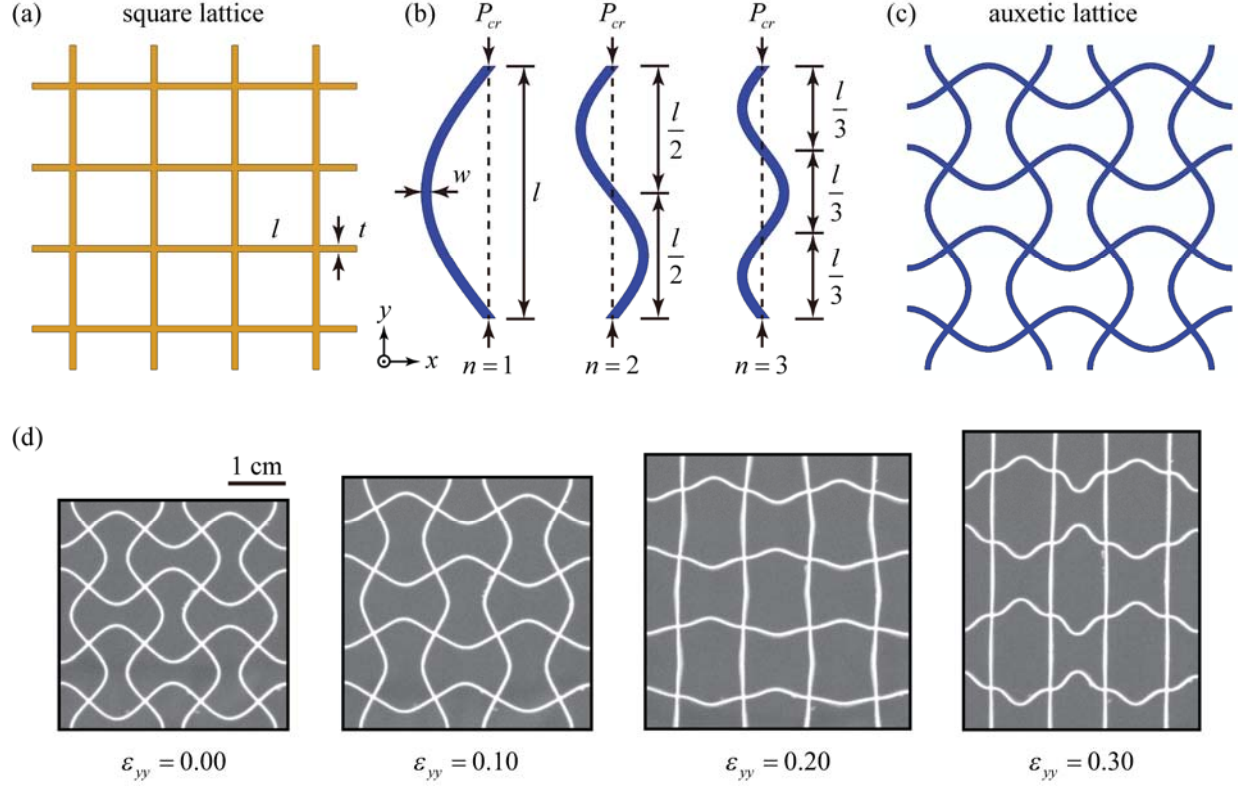 (a) square lattice
l t
(b) P_cr P_cr P_cr
w l l/2 l/2 l/3 l/3 l/3
y
x
n = 1 n = 2 n = 3
(c) auxetic lattice
(d)
1 cm
ε_yy = 0.00 ε_yy = 0.10 ε_yy = 0.20 ε_yy = 0.30